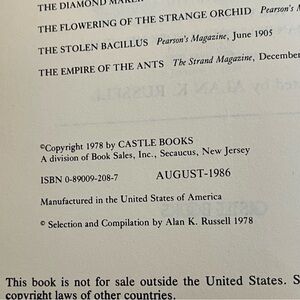 THE DIAMOND MAKER
THE FLOWERING OF THE STRANGE ORCHID Pearson's
THE STOLEN BACILLUS Pearson's Magazine, June 1905
THE EMPIRE OF THE ANTS The Strand Magazine, December
©Copyright 1978 by CASTLE BOOKS
A division of Book Sales, Inc., Secaucus, New Jersey
ISBN 0-89009-208-7 AUGUST-1986
Manufactured in the United States of America
© Selection and Compilation by Alan K. Russell 1978
This book is not for sale outside the United States. S
copyright laws of other countries.